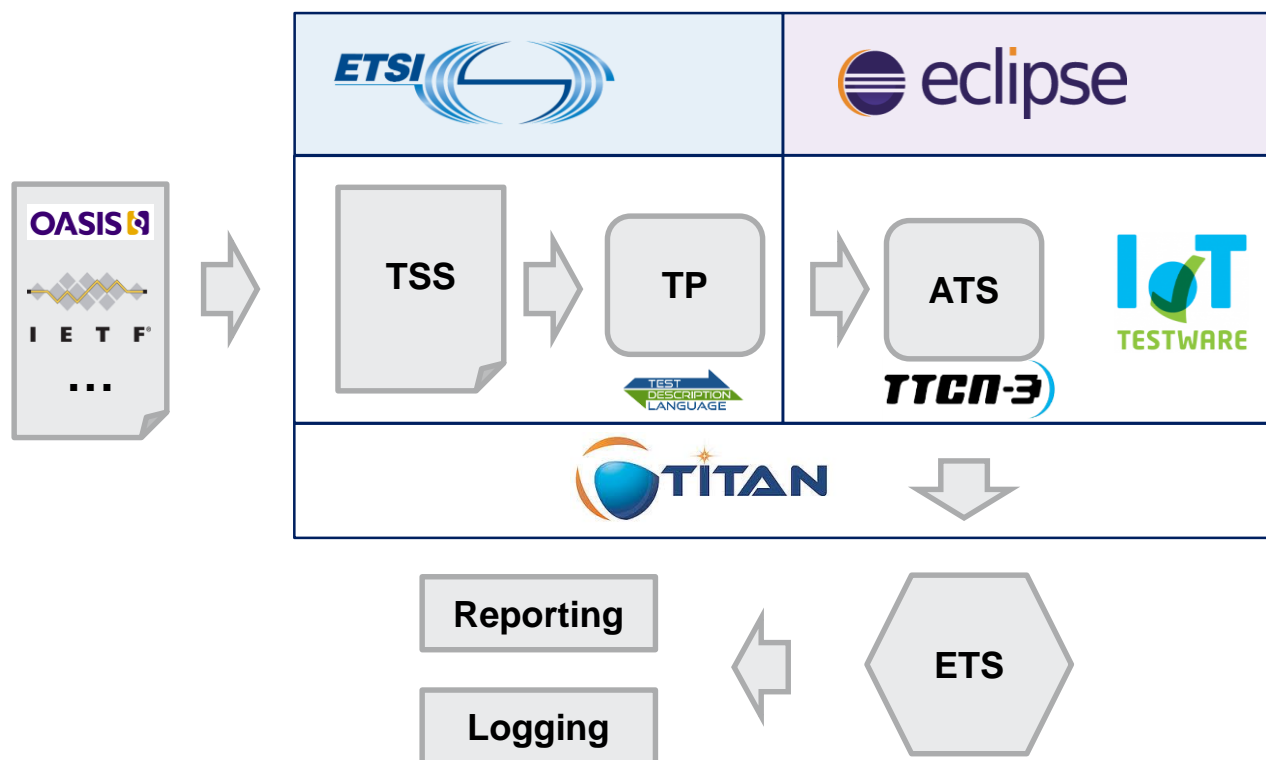 ETSI
eclipse
OASIS
I E T F®
...
TSS
TP
ATS
IoT
TESTWARE
TEST
DESCRIPTION
LANGUAGE
TTCN-3
TITAN
Reporting
ETS
Logging